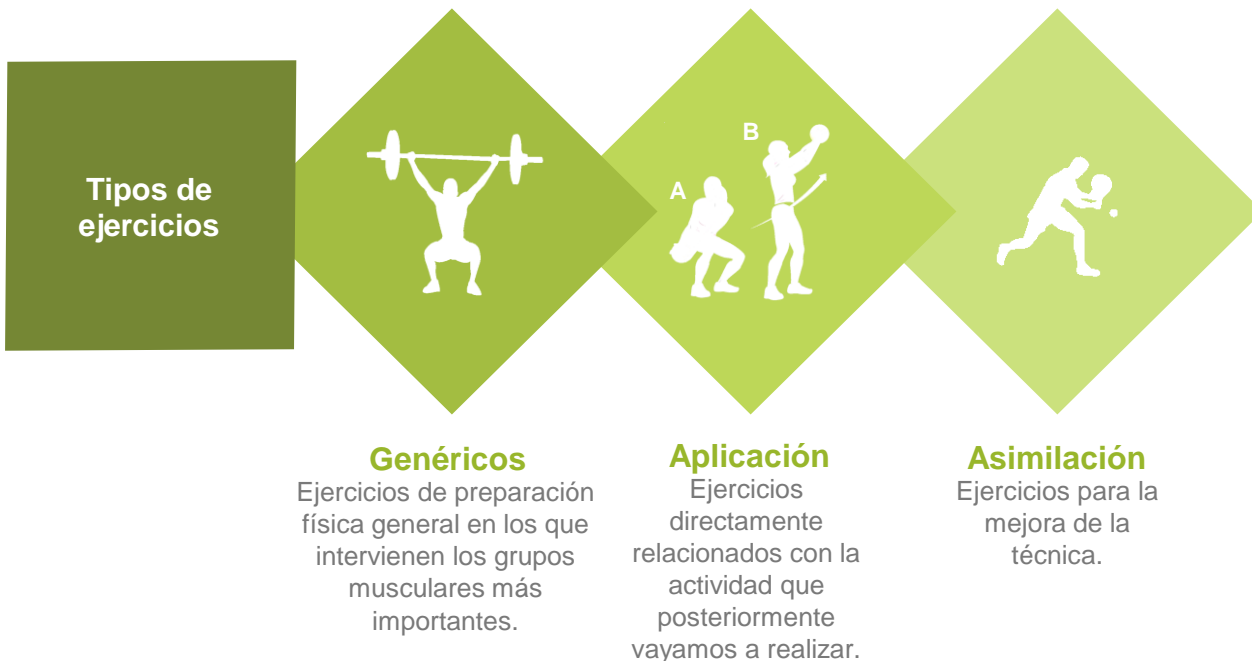 Tipos de
ejercicios
A
B
Genéricos
Ejercicios de preparación
física general en los que
intervienen los grupos
musculares más
importantes.
Aplicación
Ejercicios
directamente
relacionados con la
actividad que
posteriormente
vayamos a realizar.
Asimilación
Ejercicios para la
mejora de la
técnica.